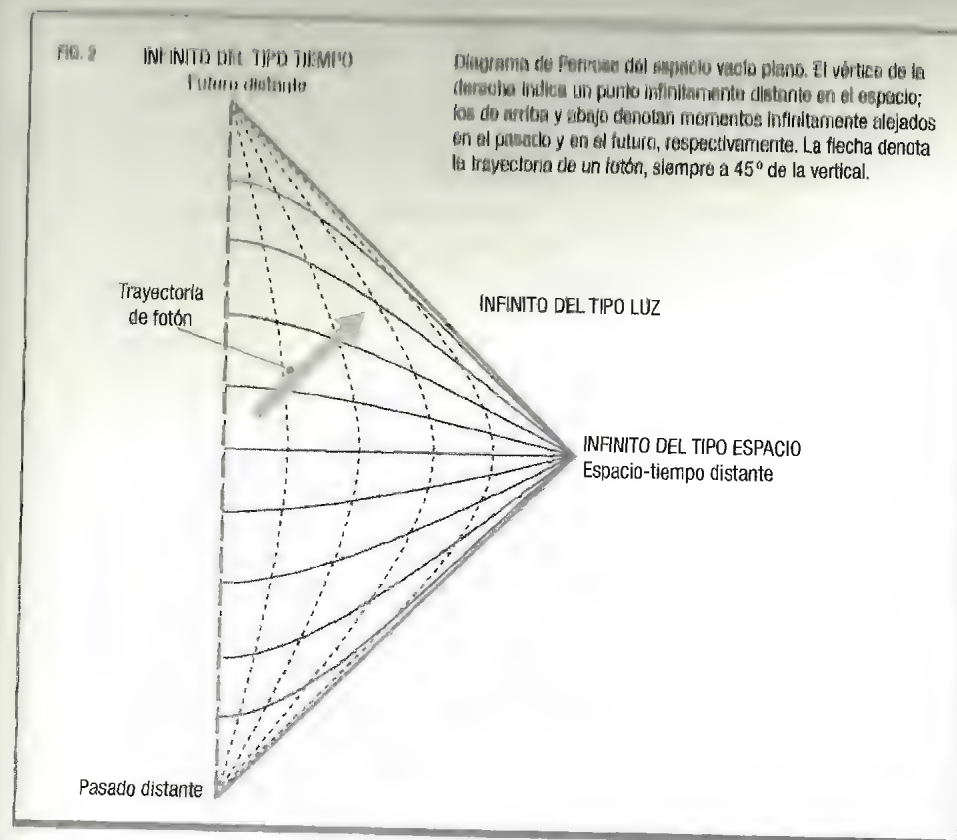 FIG. 2
INFINITO DEL TIPO TIEMPO
Futuro distante
Diagrama de Penrose del espacio vacío plano. El vértice de la
derecha indica un punto infinitamente distante en el espacio;
los de arriba y abajo denotan momentos infinitamente alejados
en el pasado y en el futuro, respectivamente. La flecha denota
la trayectoria de un fotón, siempre a 45º de la vertical.
Trayectoria
de fotón
INFINITO DEL TIPO LUZ
INFINITO DEL TIPO ESPACIO
Espacio-tiempo distante
Pasado distante